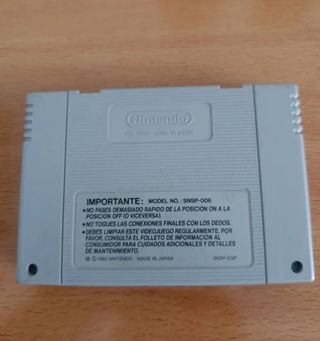 Nintendo
IMPORTANTE: MODEL NO.: SNSP-006
•NO PASES DEMASIADO RAPIDO DE LA POSICION ON A LA
POSICION OFF (O VICEVERSA).
•NO TOQUES LAS CONEXIONES FINALES CON LOS DEDOS.
•DEBES LIMPIAR ESTE VIDEOJUEGO REGULARMENTE. POR
FAVOR, CONSULTA EL FOLLETO DE INFORMACION AL
CONSUMIDOR PARA CUIDADOS ADICIONALES Y DETALLES
DE MANTENIMIENTO.
© 1992 NINTENDO MADE IN JAPAN SNSP-ESP